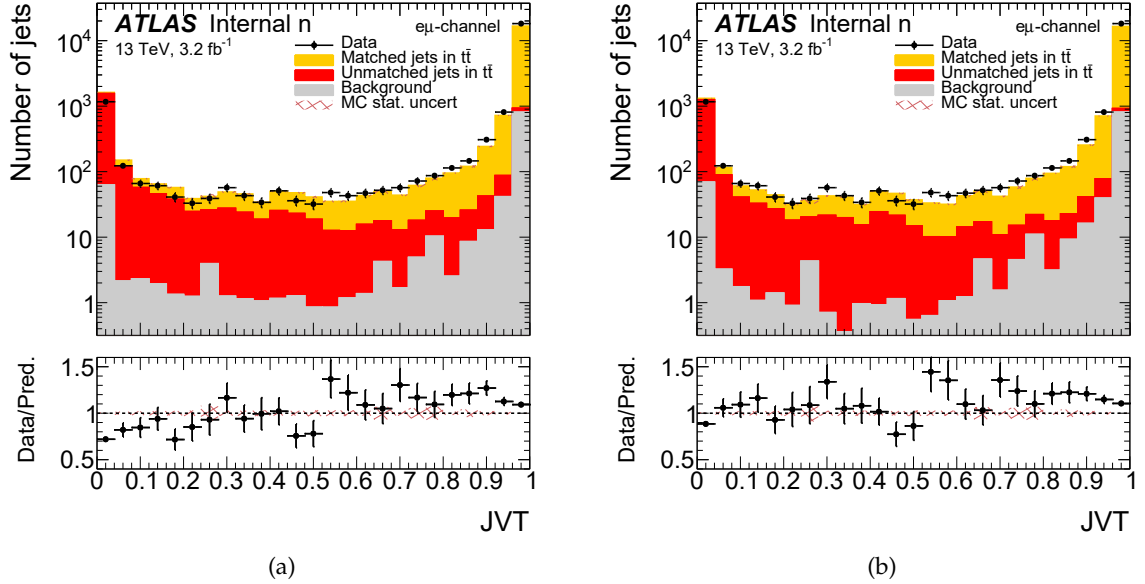 Number of jets
ATLAS Internal n
eμ-channel
13 TeV, 3.2 fb⁻¹
Data
Matched jets in tt̄
Unmatched jets in tt̄
Background
MC stat. uncert
10⁴
10³
10²
10
1
Data/Pred.
1.5
1
0.5
0 0.1 0.2 0.3 0.4 0.5 0.6 0.7 0.8 0.9 1
JVT
(a)
Number of jets
ATLAS Internal n
eμ-channel
13 TeV, 3.2 fb⁻¹
Data
Matched jets in tt̄
Unmatched jets in tt̄
Background
MC stat. uncert
10⁴
10³
10²
10
1
Data/Pred.
1.5
1
0.5
0 0.1 0.2 0.3 0.4 0.5 0.6 0.7 0.8 0.9 1
JVT
(b)